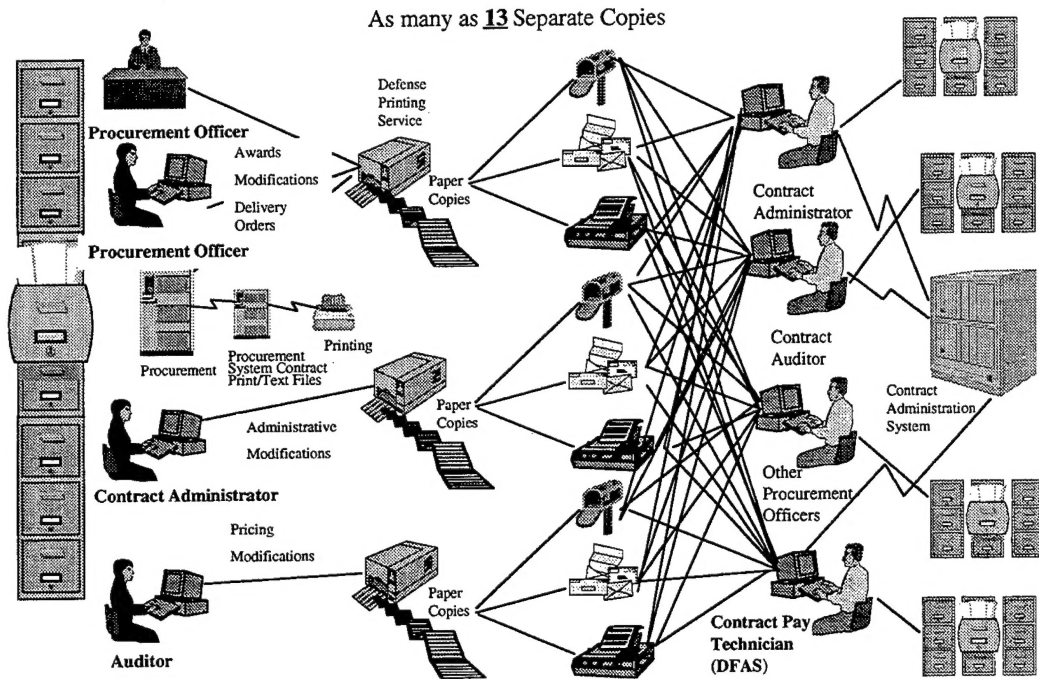 As many as 13 Separate Copies
Procurement Officer
Awards
Modifications
Delivery
Orders
Procurement Officer
Defense
Printing
Service
Paper
Copies
Contract
Administrator
Procurement
Procurement
System Contract
Print/Text Files
Printing
Contract
Auditor
Contract
Administration
System
Administrative
Modifications
Contract Administrator
Paper
Copies
Other
Procurement
Officers
Pricing
Modifications
Auditor
Paper
Copies
Contract Pay
Technician
(DFAS)